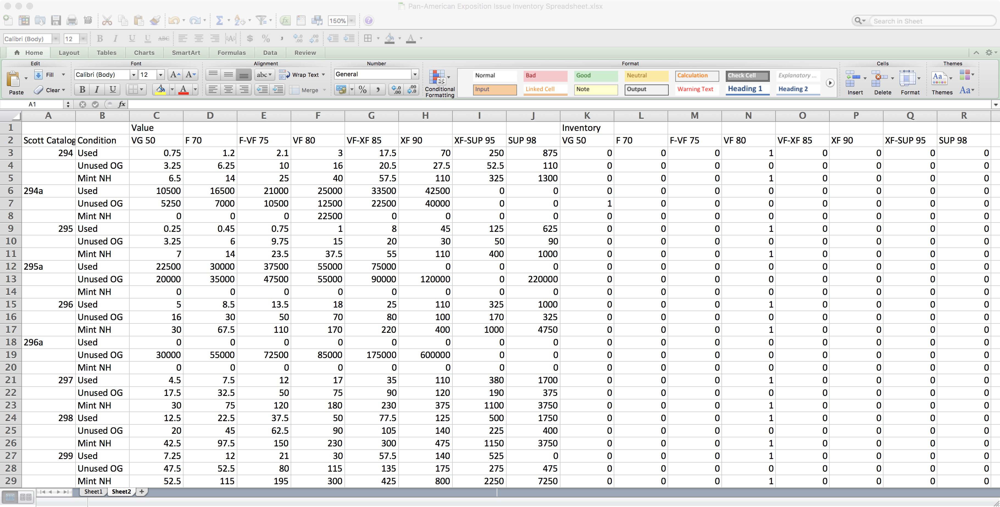 Pan-American Exposition Issue Inventory Spreadsheet.xlsx
150% Search in Sheet
Calibri (Body) 12 B I U U ABC A $ % , .0 .00 .00 .0 A
Home Layout Tables Charts SmartArt Formulas Data Review
Edit Font Alignment Number Format Cells Themes
Fill Calibri (Body) 12 A A abc Wrap Text General Normal Bad Good Neutral Calculation Check Cell Explanatory ... Aa
Paste Clear B I U A Merge % , .0 .00 .00 .0 Conditional Formatting Input Linked Cell Note Output Warning Text Heading 1 Heading 2 Insert Delete Format Themes Aa
A1 fx
A B C D E F G H I J K L M N O P Q R
1 Value Inventory
2 Scott Catalog Condition VG 50 F 70 F-VF 75 VF 80 VF-XF 85 XF 90 XF-SUP 95 SUP 98 VG 50 F 70 F-VF 75 VF 80 VF-XF 85 XF 90 XF-SUP 95 SUP 98
3 294 Used 0.75 1.2 2.1 3 17.5 70 250 875 0 0 0 1 0 0 0 0
4 Unused OG 3.25 6.25 10 16 20.5 27.5 52.5 110 0 0 0 0 0 0 0 0
5 Mint NH 6.5 14 25 40 57.5 110 325 1300 0 0 0 1 0 0 0 0
6 294a Used 10500 16500 21000 25000 33500 42500 0 0 0 0 0 0 0 0 0 0
7 Unused OG 5250 7000 10500 12500 22500 40000 0 0 1 0 0 0 0 0 0 0
8 Mint NH 0 0 0 22500 0 0 0 0 0 0 0 0 0 0 0 0
9 295 Used 0.25 0.45 0.75 1 8 45 125 625 0 0 0 1 0 0 0 0
10 Unused OG 3.25 6 9.75 15 20 30 50 90 0 0 0 0 0 0 0 0
11 Mint NH 7 14 23.5 37.5 55 110 400 1000 0 0 0 1 0 0 0 0
12 295a Used 22500 30000 37500 55000 75000 0 0 0 0 0 0 0 0 0 0 0
13 Unused OG 20000 35000 47500 55000 90000 120000 0 220000 0 0 0 0 0 0 0 0
14 Mint NH 0 0 0 0 0 0 0 0 0 0 0 0 0 0 0 0
15 296 Used 5 8.5 13.5 18 25 110 325 1000 0 0 0 1 0 0 0 0
16 Unused OG 16 30 50 70 80 100 170 325 0 0 0 0 0 0 0 0
17 Mint NH 30 67.5 110 170 220 400 1000 4750 0 0 0 1 0 0 0 0
18 296a Used 0 0 0 0 0 0 0 0 0 0 0 0 0 0 0 0
19 Unused OG 30000 55000 72500 85000 175000 600000 0 0 0 0 0 0 0 0 0 0
20 Mint NH 0 0 0 0 0 0 0 0 0 0 0 0 0 0 0 0
21 297 Used 4.5 7.5 12 17 35 110 380 1700 0 0 0 1 0 0 0 0
22 Unused OG 17.5 32.5 50 75 90 120 190 375 0 0 0 0 0 0 0 0
23 Mint NH 30 75 120 180 230 375 1100 3750 0 0 0 1 0 0 0 0
24 298 Used 12.5 22.5 37.5 50 77.5 125 500 1750 0 0 0 1 0 0 0 0
25 Unused OG 20 45 62.5 90 105 140 225 400 0 0 0 0 0 0 0 0
26 Mint NH 42.5 97.5 150 230 300 475 1150 3750 0 0 0 1 0 0 0 0
27 299 Used 7.25 12 21 30 57.5 140 525 0 0 0 0 1 0 0 0 0
28 Unused OG 47.5 52.5 80 115 135 175 275 475 0 0 0 0 0 0 0 0
29 Mint NH 52.5 115 195 300 425 800 2250 7250 0 0 0 1 0 0 0 0
Sheet1 Sheet2 +